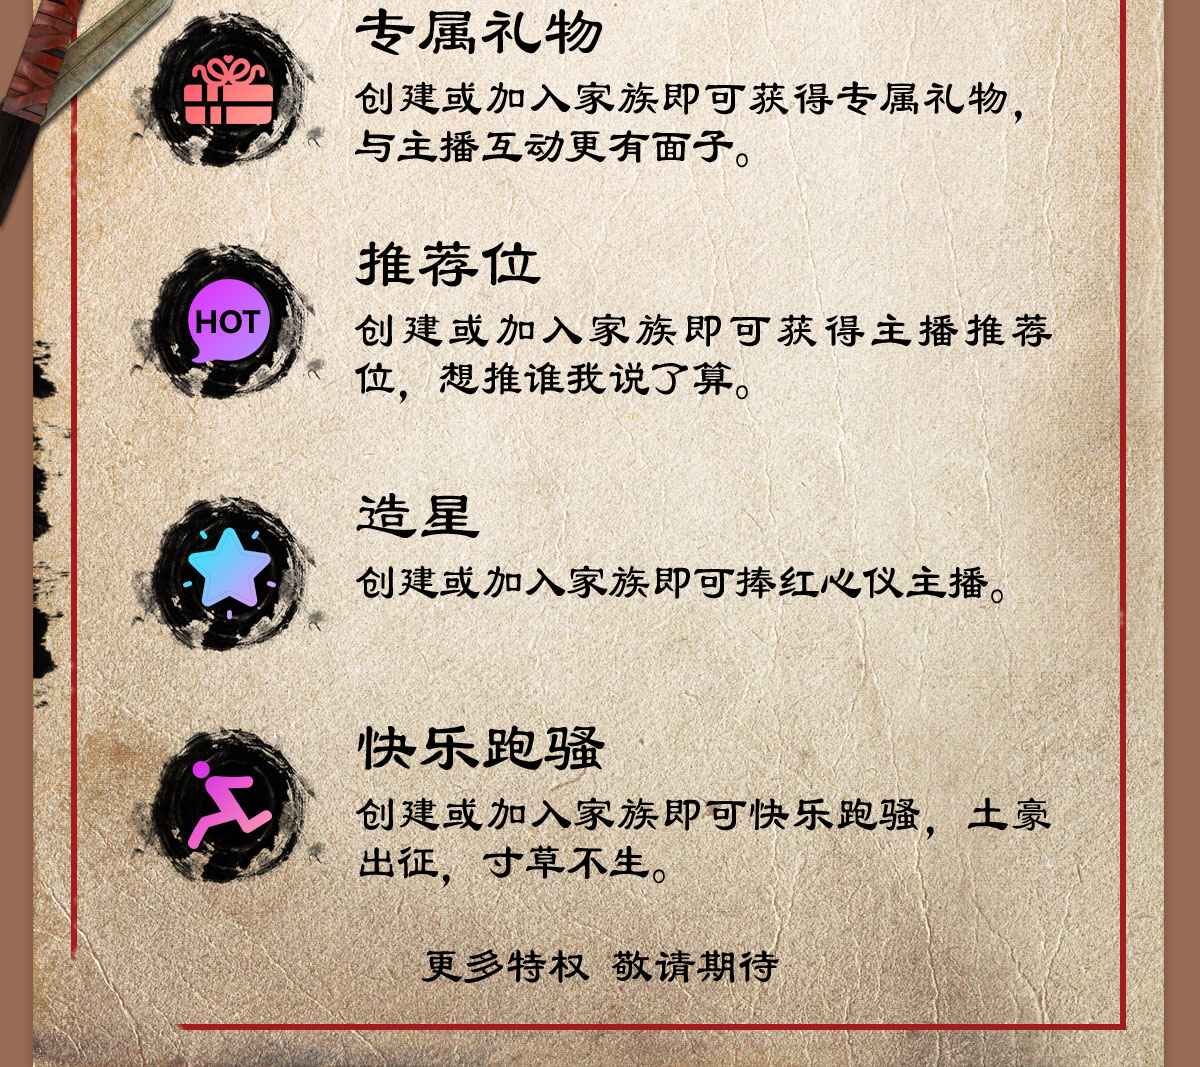 专属礼物
创建或加入家族即可获得专属礼物，
与主播互动更有面子。
推荐位
HOT
创建或加入家族即可获得主播推荐
位，想推谁我说了算。
造星
创建或加入家族即可捧红心仪主播。
快乐跑骚
创建或加入家族即可快乐跑骚，土豪
出征，寸草不生。
更多特权 敬请期待